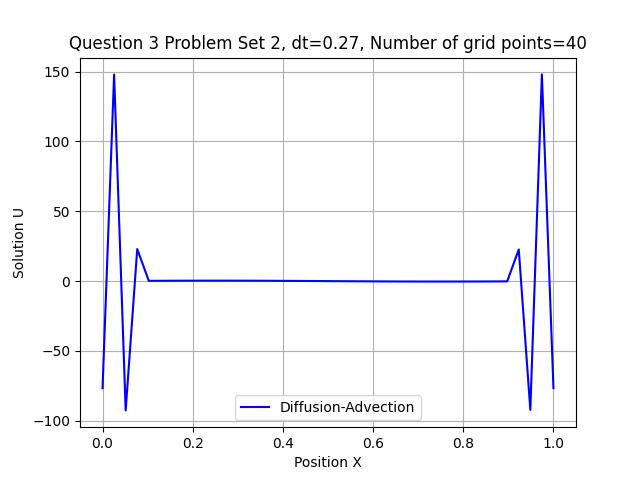 Question 3 Problem Set 2, dt=0.27, Number of grid points=40
150
100
50
0
−50
−100
Solution U
Diffusion-Advection
0.0 0.2 0.4 0.6 0.8 1.0
Position X